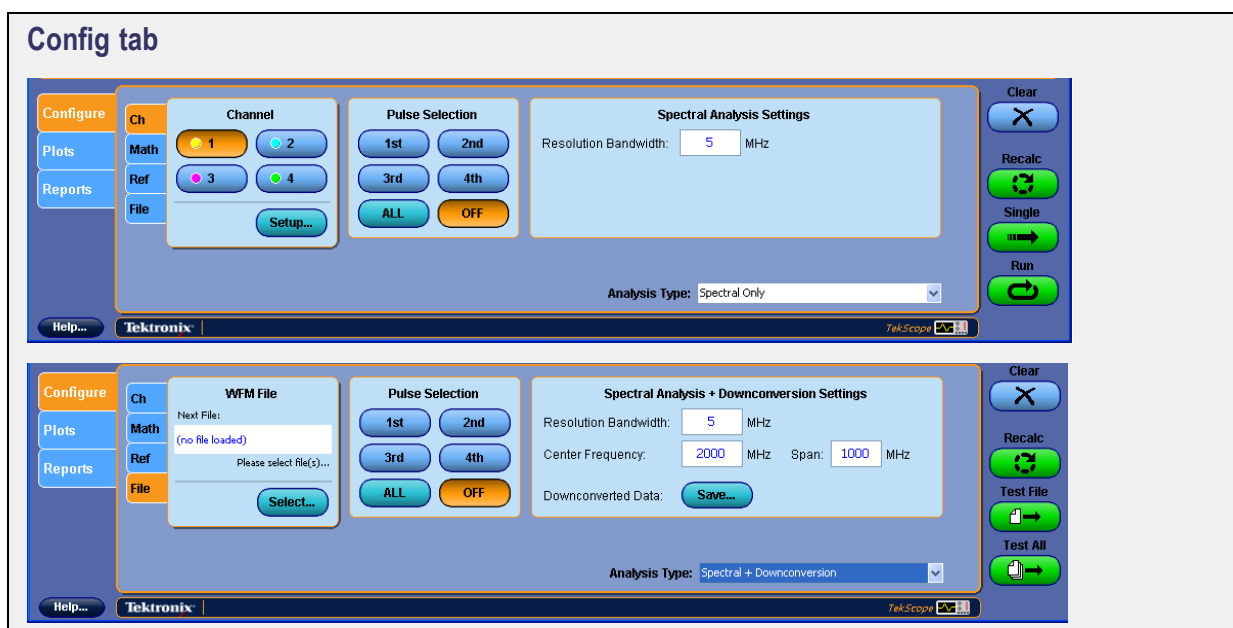 Config tab
Clear
Configure Ch Channel Pulse Selection Spectral Analysis Settings
Plots Math 1 2 1st 2nd Resolution Bandwidth: 5 MHz
Recalc
Reports Ref 3 4 3rd 4th
File Setup... ALL OFF
Single
Run
Analysis Type: Spectral Only
Help... Tektronix TekScope
Clear
Configure Ch WFM File Pulse Selection Spectral Analysis + Downconversion Settings
Next File:
Plots Math (no file loaded) 1st 2nd Resolution Bandwidth: 5 MHz
Recalc
Reports Ref Please select file(s)... 3rd 4th Center Frequency: 2000 MHz Span: 1000 MHz
File Select... ALL OFF Downconverted Data: Save...
Test File
Test All
Analysis Type: Spectral + Downconversion
Help... Tektronix TekScope